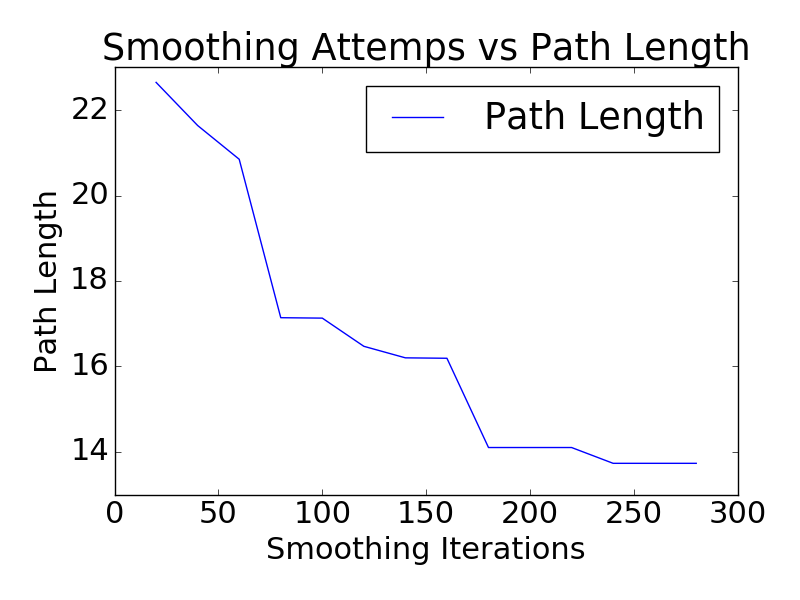 Smoothing Attemps vs Path Length
Path Length
22
20
18
16
14
Path Length
0 50 100 150 200 250 300
Smoothing Iterations